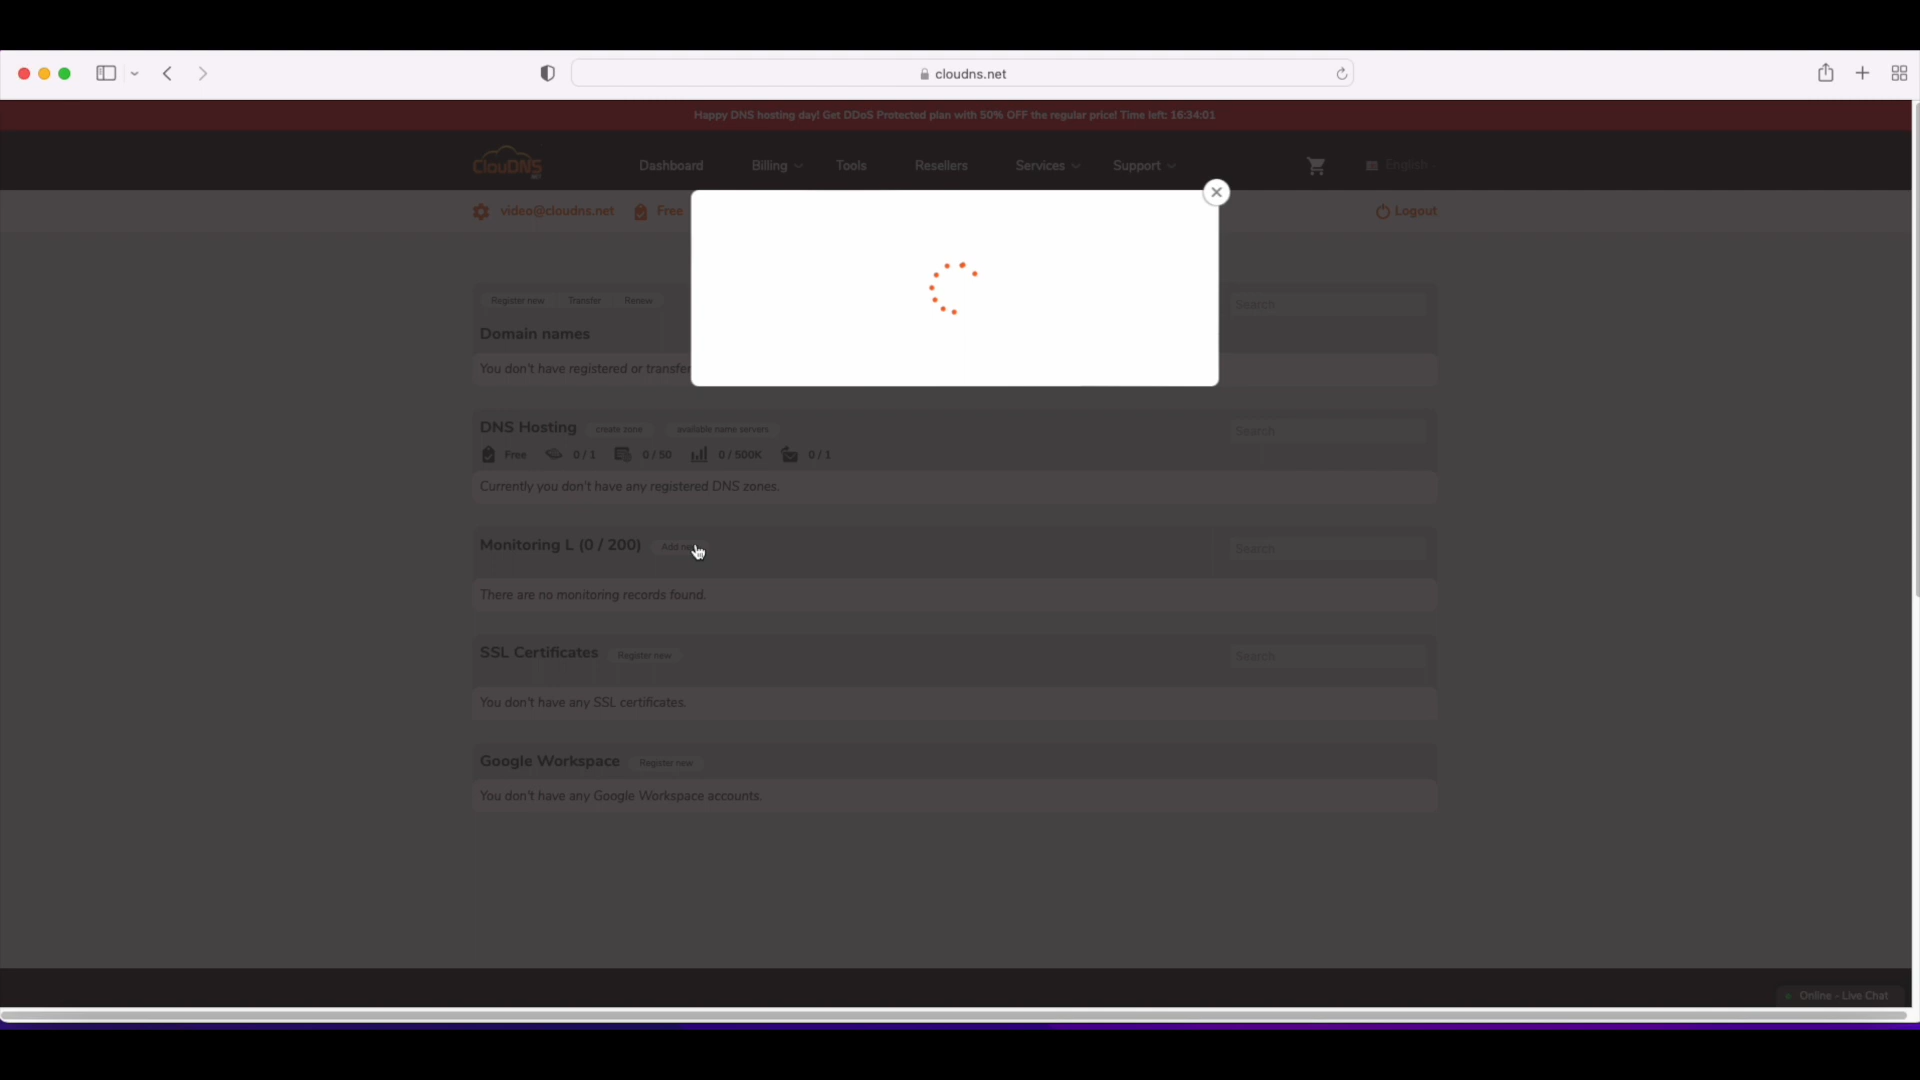 cloudns.net
Happy DNS hosting day! Get DDoS Protected plan with 50% OFF the regular price! Time left: 16:34:01
ClouDNS
Dashboard Billing Tools Resellers Services Support English
video@cloudns.net Free Logout
Register now Transfer Renew Search
Domain names
You don't have registered or transfer
DNS Hosting create zone available name servers Search
Free 0 / 1 0 / 50 0 / 500K 0 / 1
Currently you don't have any registered DNS zones.
Monitoring L (0 / 200) Add Search
There are no monitoring records found.
SSL Certificates Register new Search
You don't have any SSL certificates.
Google Workspace Register new
You don't have any Google Workspace accounts.
Online - Live Chat